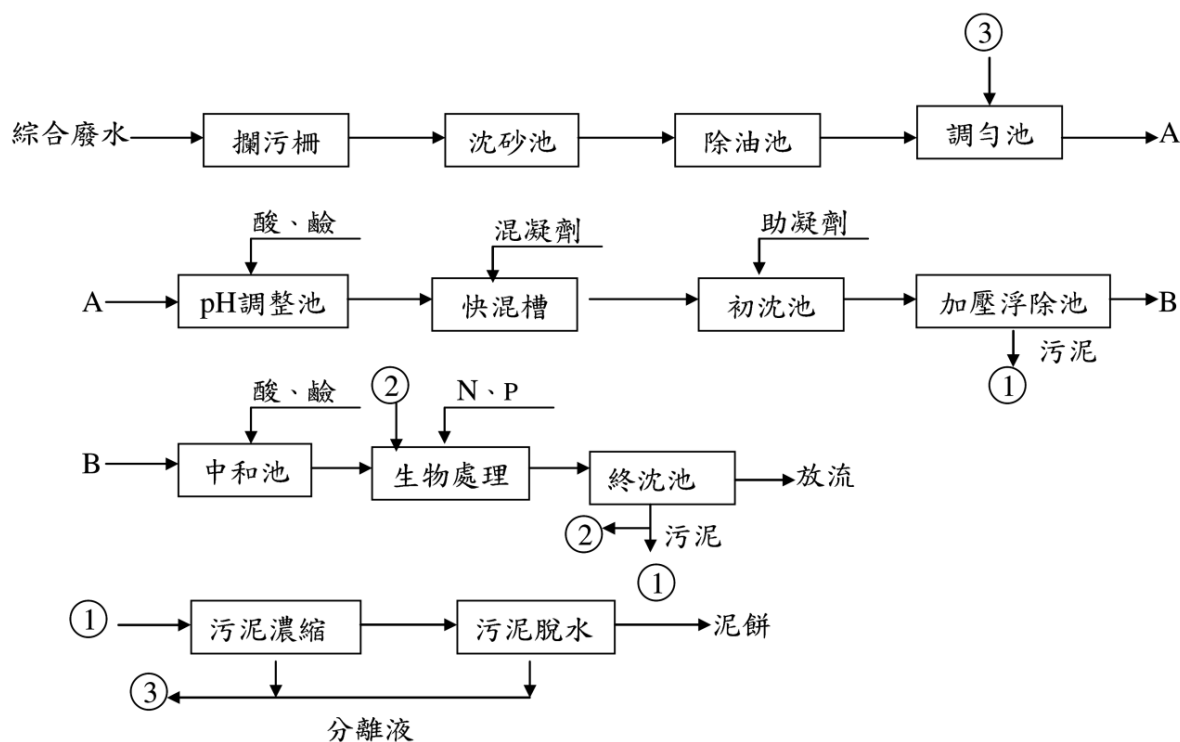 ③
綜合廢水 攔污柵 沈砂池 除油池 調勻池 A
酸、鹼 混凝劑 助凝劑
A pH調整池 快混槽 初沈池 加壓浮除池 B
污泥
①
酸、鹼 ② N、P
B 中和池 生物處理 終沈池 放流
② 污泥
①
① 污泥濃縮 污泥脫水 泥餅
③
分離液